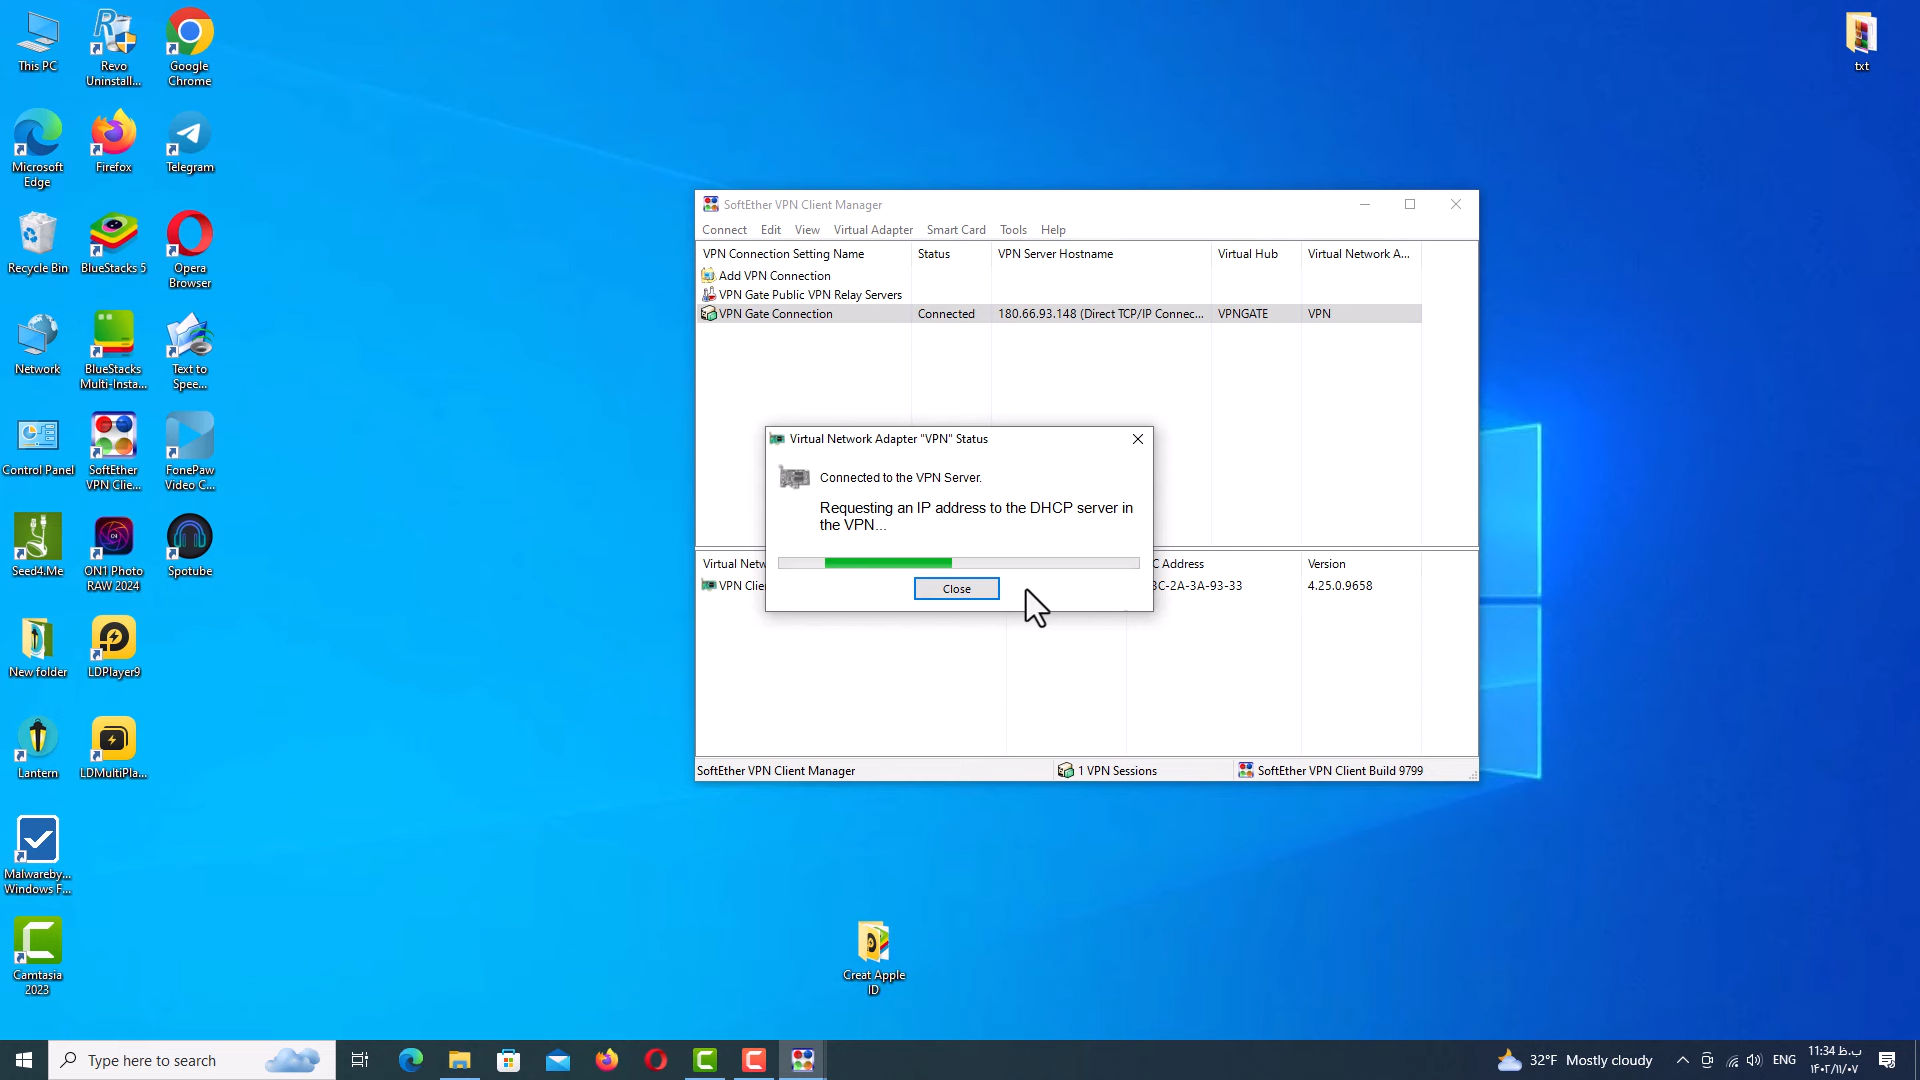 This PC
Revo
Uninstall...
Google
Chrome
txt
Microsoft
Edge
Firefox
Telegram
Recycle Bin
BlueStacks 5
Opera
Browser
Network
BlueStacks
Multi-Insta...
Text to
Spee...
Control Panel
SoftEther
VPN Clie...
FonePaw
Video C...
Seed4.Me
ON1 Photo
RAW 2024
Spotube
New folder
LDPlayer9
Lantern
LDMultiPla...
Malwareby...
Windows F...
Camtasia
2023
Creat Apple
ID
SoftEther VPN Client Manager
Connect Edit View Virtual Adapter Smart Card Tools Help
VPN Connection Setting Name Status VPN Server Hostname Virtual Hub Virtual Network A...
Add VPN Connection
VPN Gate Public VPN Relay Servers
VPN Gate Connection Connected 180.66.93.148 (Direct TCP/IP Connec... VPNGATE VPN
Virtual Network Adapter "VPN" Status
Connected to the VPN Server.
Requesting an IP address to the DHCP server in
the VPN...
Close
Virtual Netw C Address Version
VPN Clie 3C-2A-3A-93-33 4.25.0.9658
SoftEther VPN Client Manager 1 VPN Sessions SoftEther VPN Client Build 9799
Type here to search
32°F Mostly cloudy
ENG
11:34 ب.ظ
۱۴۰۲/۱۱/۰۷